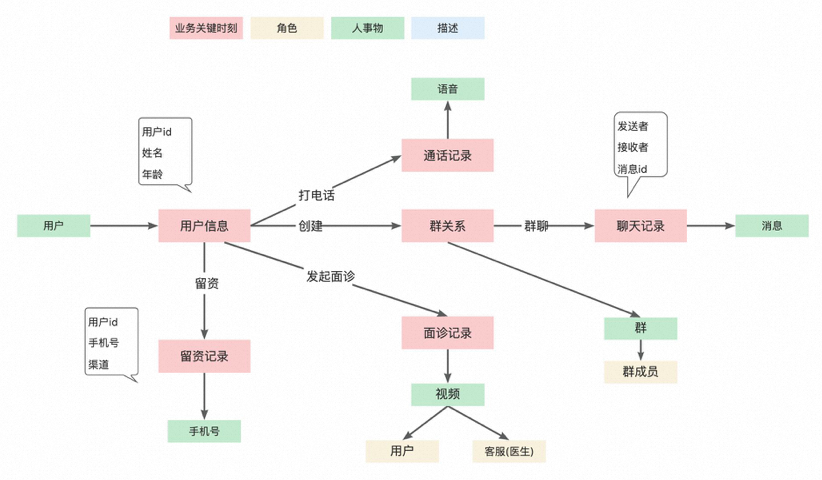 业务关键时刻
角色
人事物
描述
语音
用户id
姓名
年龄
通话记录
发送者
接收者
消息id
打电话
用户
用户信息
创建
群关系
群聊
聊天记录
消息
留资
发起面诊
用户id
手机号
渠道
留资记录
面诊记录
群
群成员
视频
手机号
用户
客服(医生)